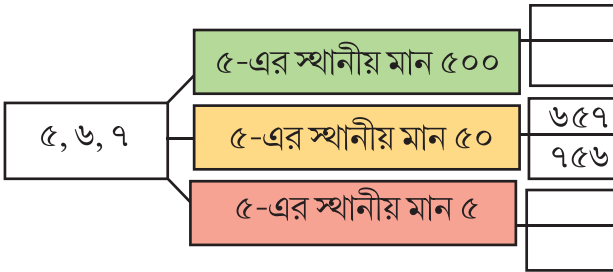 ৫-এর স্থানীয় মান ৫০০
৫, ৬, ৭
৫-এর স্থানীয় মান ৫০
৬৫৭
৭৫৬
৫-এর স্থানীয় মান ৫